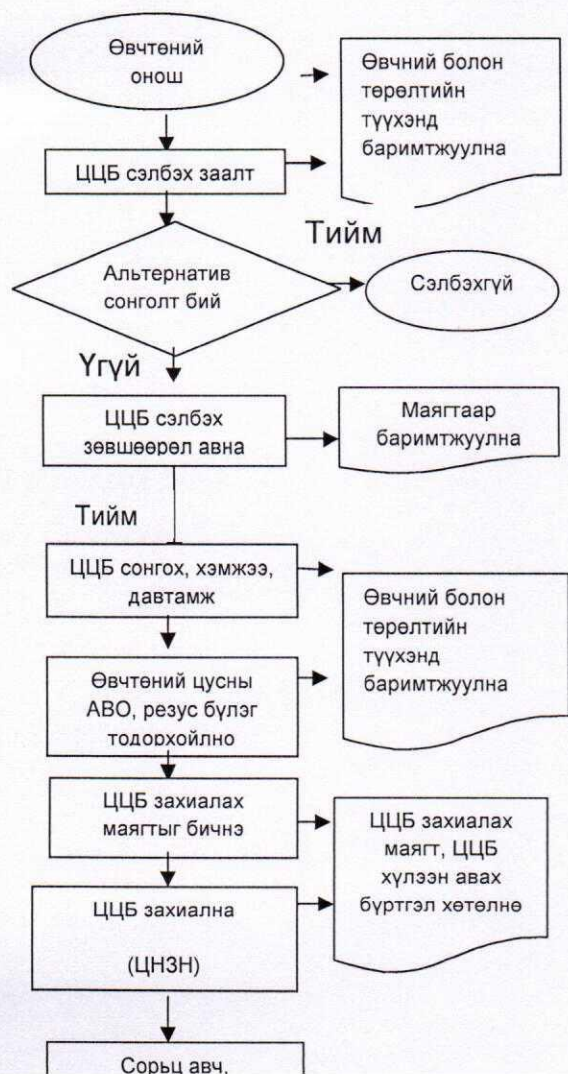 Өвчтөний
онош
Өвчний болон
төрөлтийн
түүхэнд
баримтжуулна
ЦЦБ сэлбэх заалт
Тийм
Альтернатив
сонголт бий
Сэлбэхгүй
Үгүй
ЦЦБ сэлбэх
зөвшөөрөл авна
Маягтаар
баримтжуулна
Тийм
ЦЦБ сонгох, хэмжээ,
давтамж
Өвчний болон
төрөлтийн
түүхэнд
баримтжуулна
Өвчтөний цусны
АВО, резус бүлэг
тодорхойлно
ЦЦБ захиалах
маягтыг бичнэ
ЦЦБ захиалах
маягт, ЦЦБ
хүлээн авах
бүртгэл хөтөлнө
ЦЦБ захиална
(ЦНЗН)
Сорьц авч,